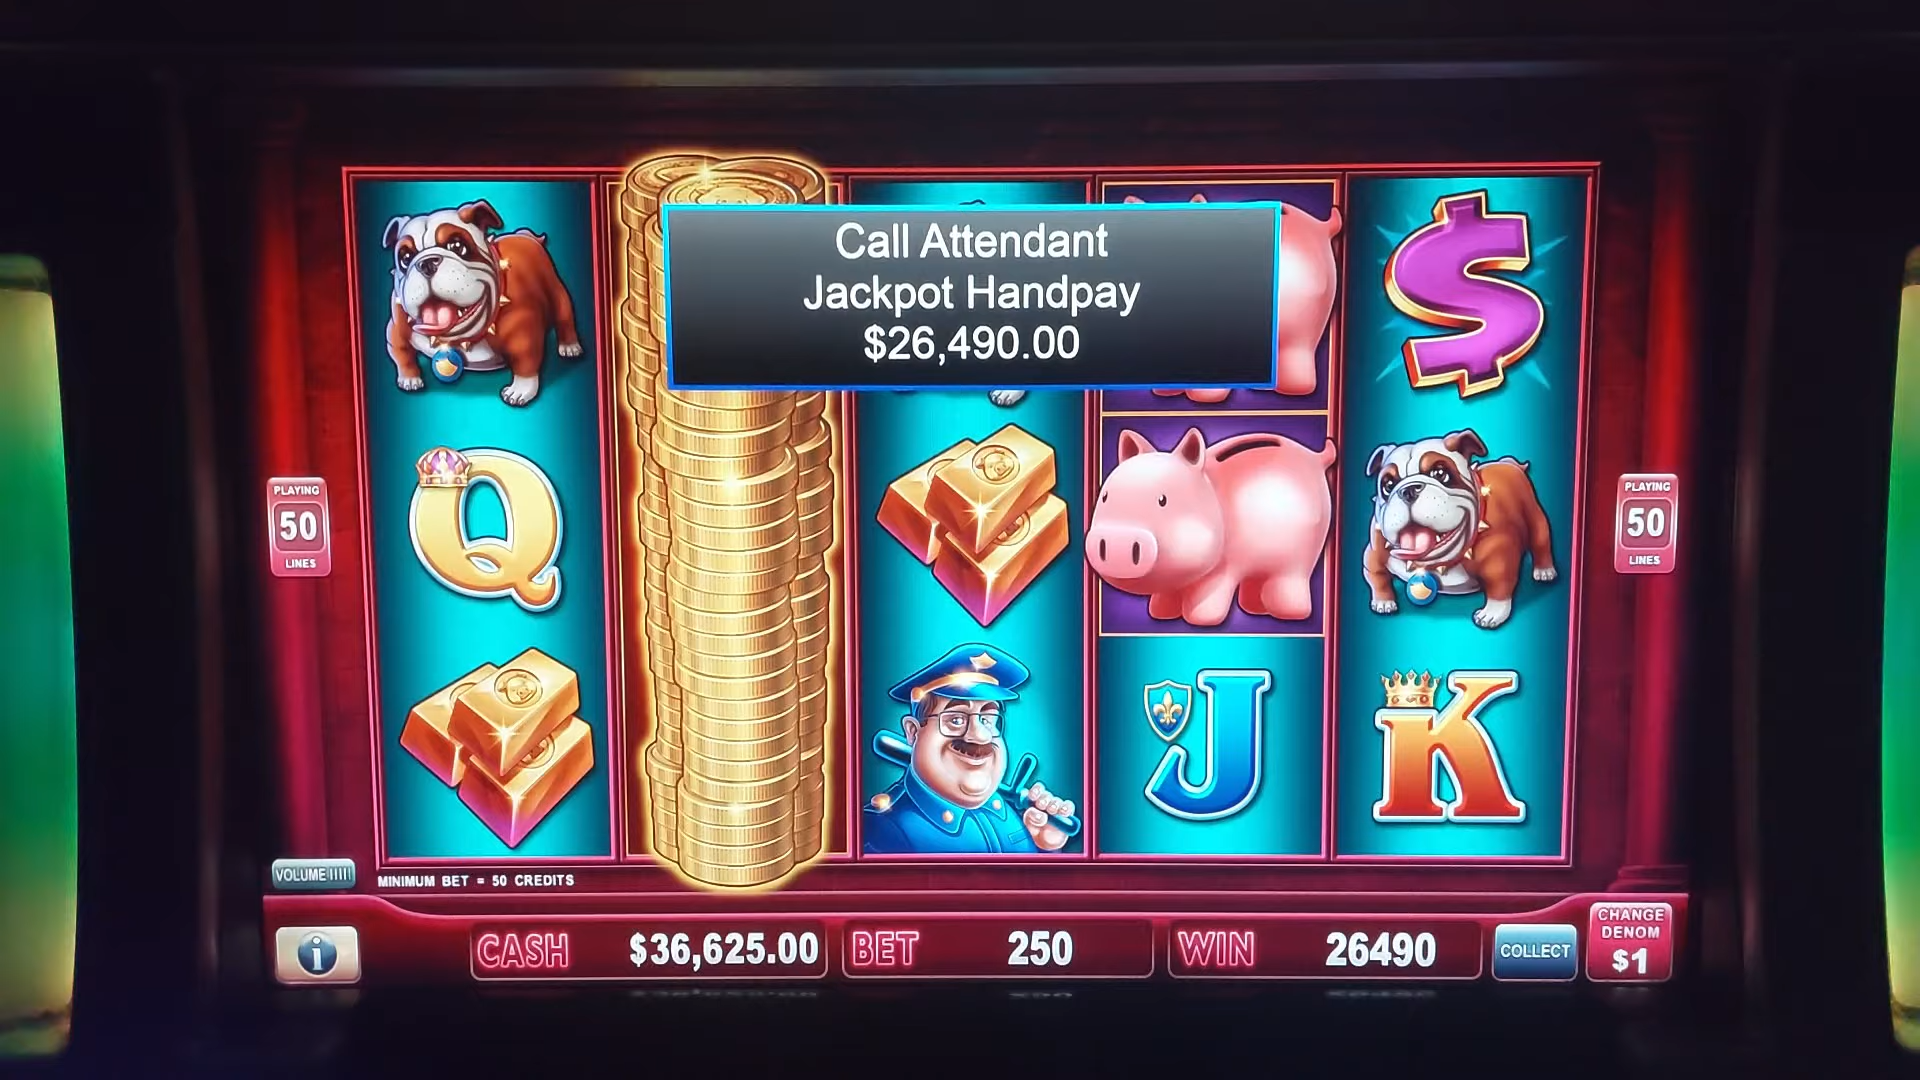 Call Attendant
Jackpot Handpay
$26,490.00
Q
PLAYING
50
LINES
PLAYING
50
LINES
J
K
VOLUME
MINIMUM BET = 50 CREDITS
CASH $36,625.00
BET 250
WIN 26490
COLLECT
CHANGE
DENOM
$1